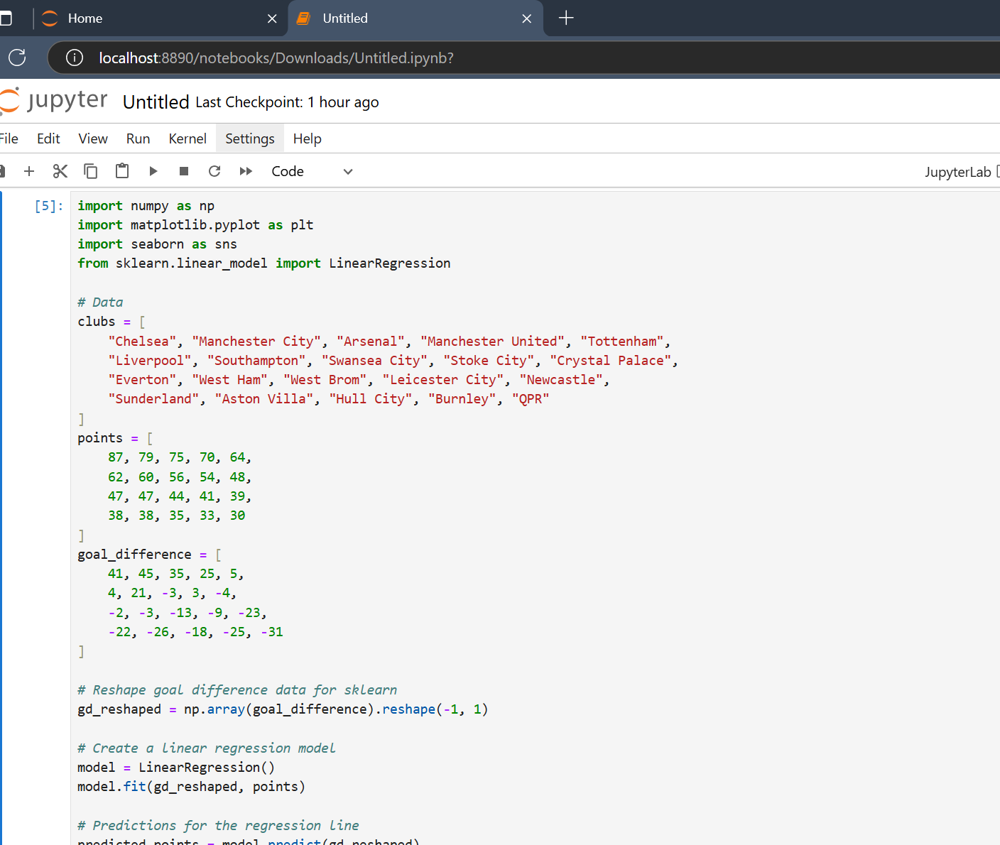 Home
Untitled
localhost:8890/notebooks/Downloads/Untitled.ipynb?
jupyter Untitled Last Checkpoint: 1 hour ago
File Edit View Run Kernel Settings Help
Code
JupyterLab
[5]: import numpy as np
import matplotlib.pyplot as plt
import seaborn as sns
from sklearn.linear_model import LinearRegression
# Data
clubs = [
"Chelsea", "Manchester City", "Arsenal", "Manchester United", "Tottenham",
"Liverpool", "Southampton", "Swansea City", "Stoke City", "Crystal Palace",
"Everton", "West Ham", "West Brom", "Leicester City", "Newcastle",
"Sunderland", "Aston Villa", "Hull City", "Burnley", "QPR"
]
points = [
87, 79, 75, 70, 64,
62, 60, 56, 54, 48,
47, 47, 44, 41, 39,
38, 38, 35, 33, 30
]
goal_difference = [
41, 45, 35, 25, 5,
4, 21, -3, 3, -4,
-2, -3, -13, -9, -23,
-22, -26, -18, -25, -31
]
# Reshape goal difference data for sklearn
gd_reshaped = np.array(goal_difference).reshape(-1, 1)
# Create a linear regression model
model = LinearRegression()
model.fit(gd_reshaped, points)
# Predictions for the regression line
predicted_points = model.predict(gd_reshaped)